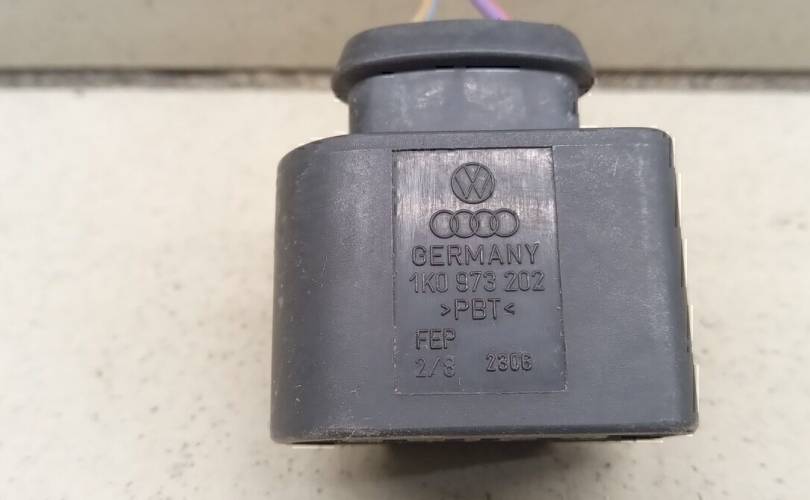 GERMANY
1K0 973 202
>PBT<
FEP
2/8 2306